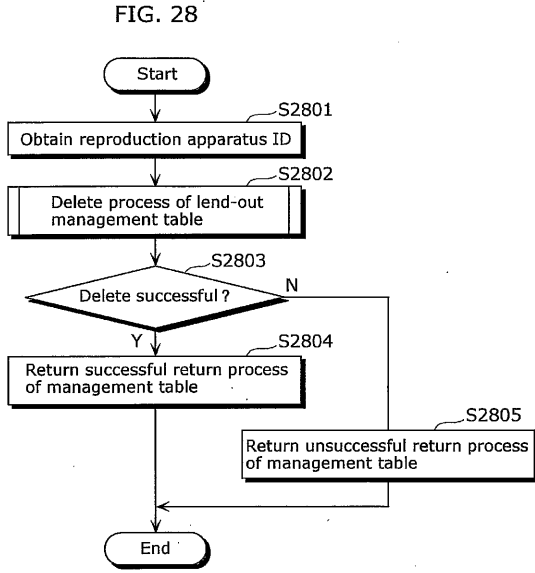 FIG. 28
Start
S2801
Obtain reproduction apparatus ID
S2802
Delete process of lend-out
management table
S2803
Delete successful?
N
Y
S2804
Return successful return process
of management table
S2805
Return unsuccessful return process
of management table
End